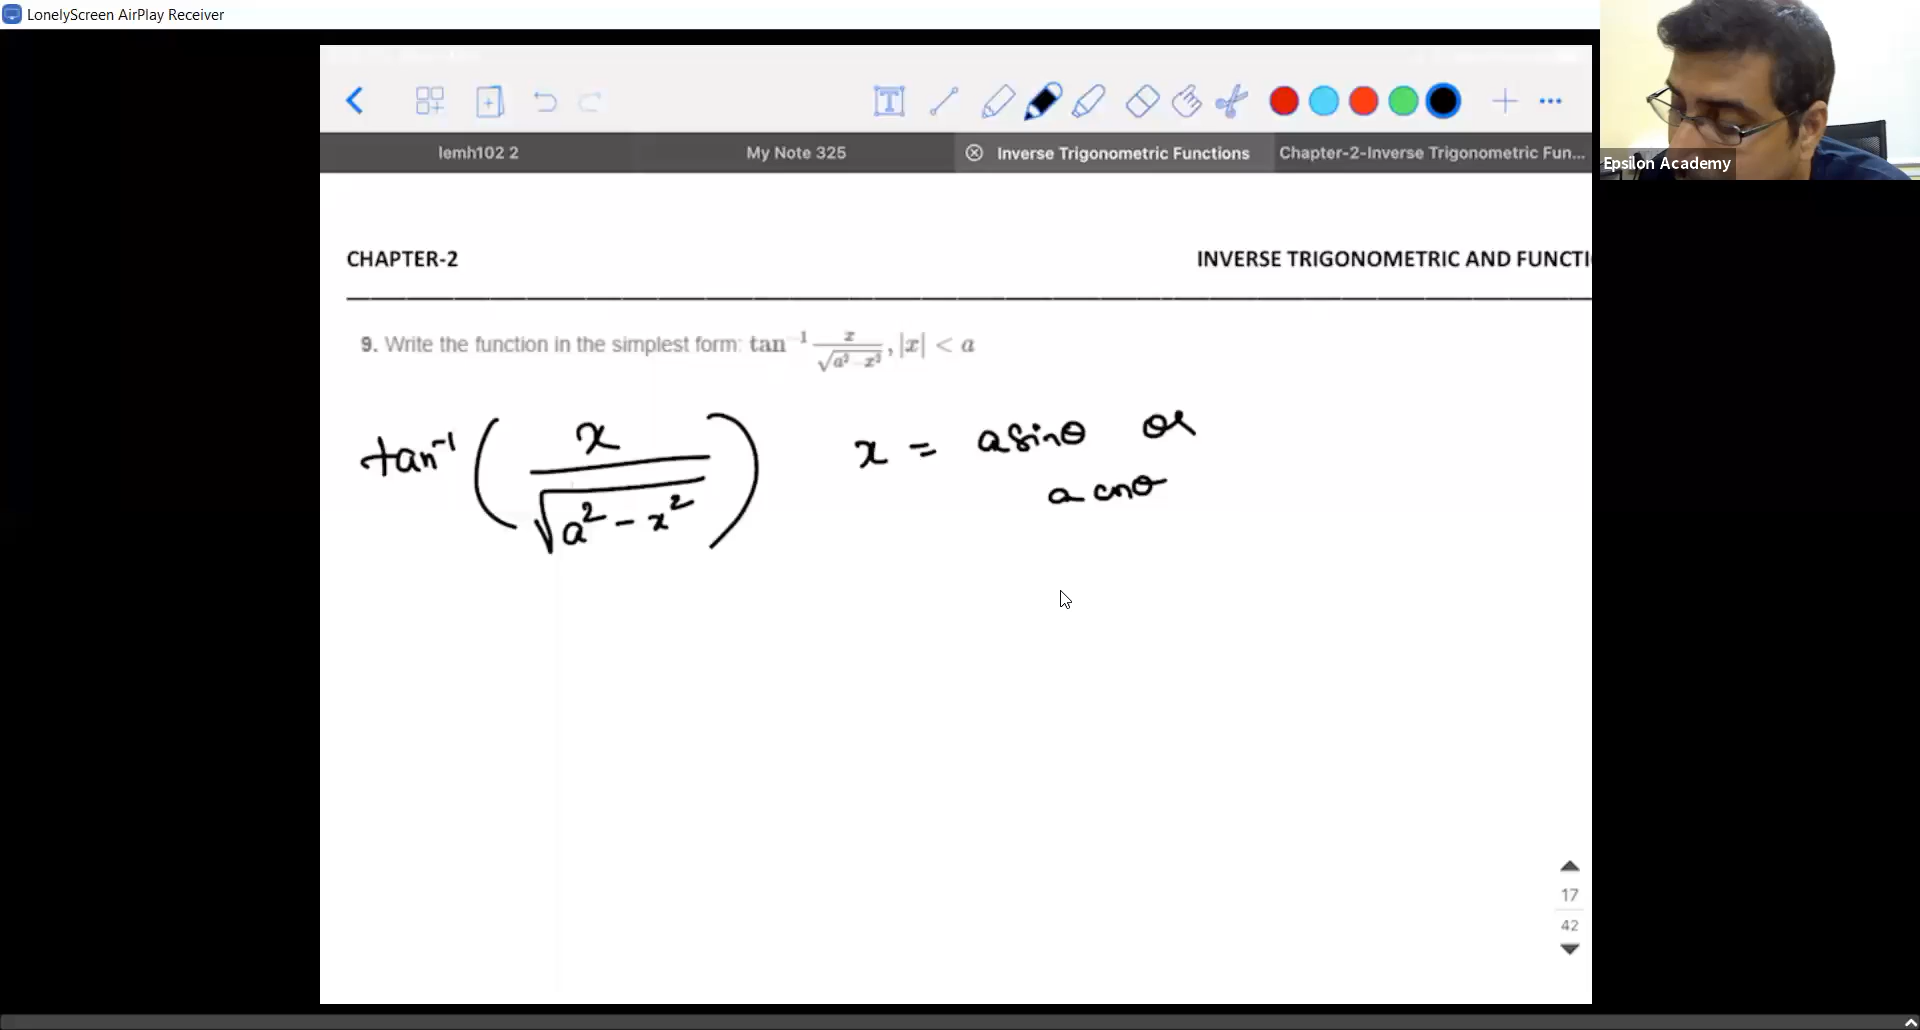 LonelyScreen AirPlay Receiver
T
lemh102 2
My Note 325
Inverse Trigonometric Functions
Chapter-2-Inverse Trigonometric Fun...
Epsilon Academy
CHAPTER-2
INVERSE TRIGONOMETRIC AND FUNCTI
9. Write the function in the simplest form: tan⁻¹ x/√(a² − x²), |x| < a
tan⁻¹ ( x / √(a² − x²) )
x = a sinθ or
a cosθ
17
42